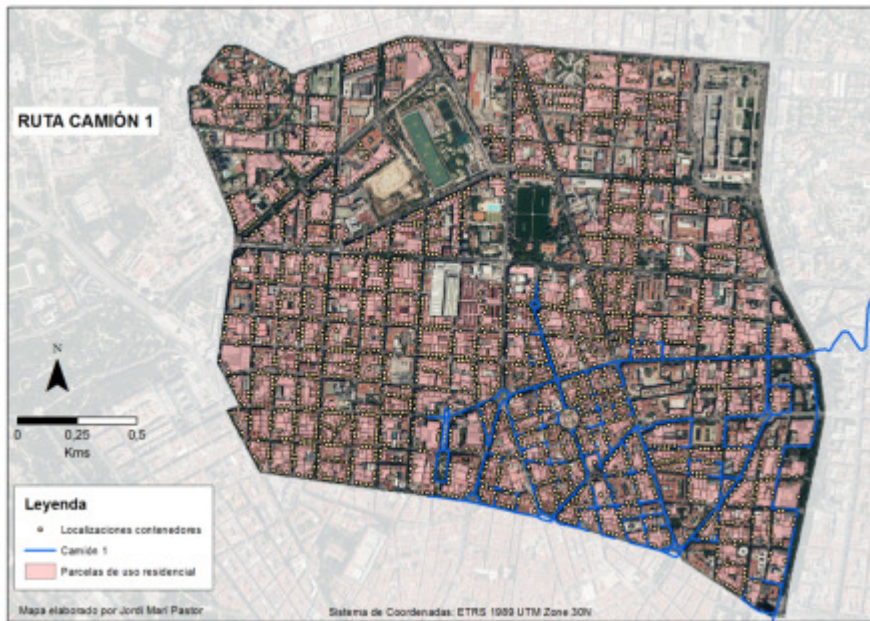 RUTA CAMIÓN 1
N
0 0,25 0,5
Kms
Leyenda
Localizaciones contenedores
Camión 1
Parcelas de uso residencial
Mapa elaborado por Jordi Mari Pastor
Sistema de Coordenadas: ETRS 1989 UTM Zone 30N